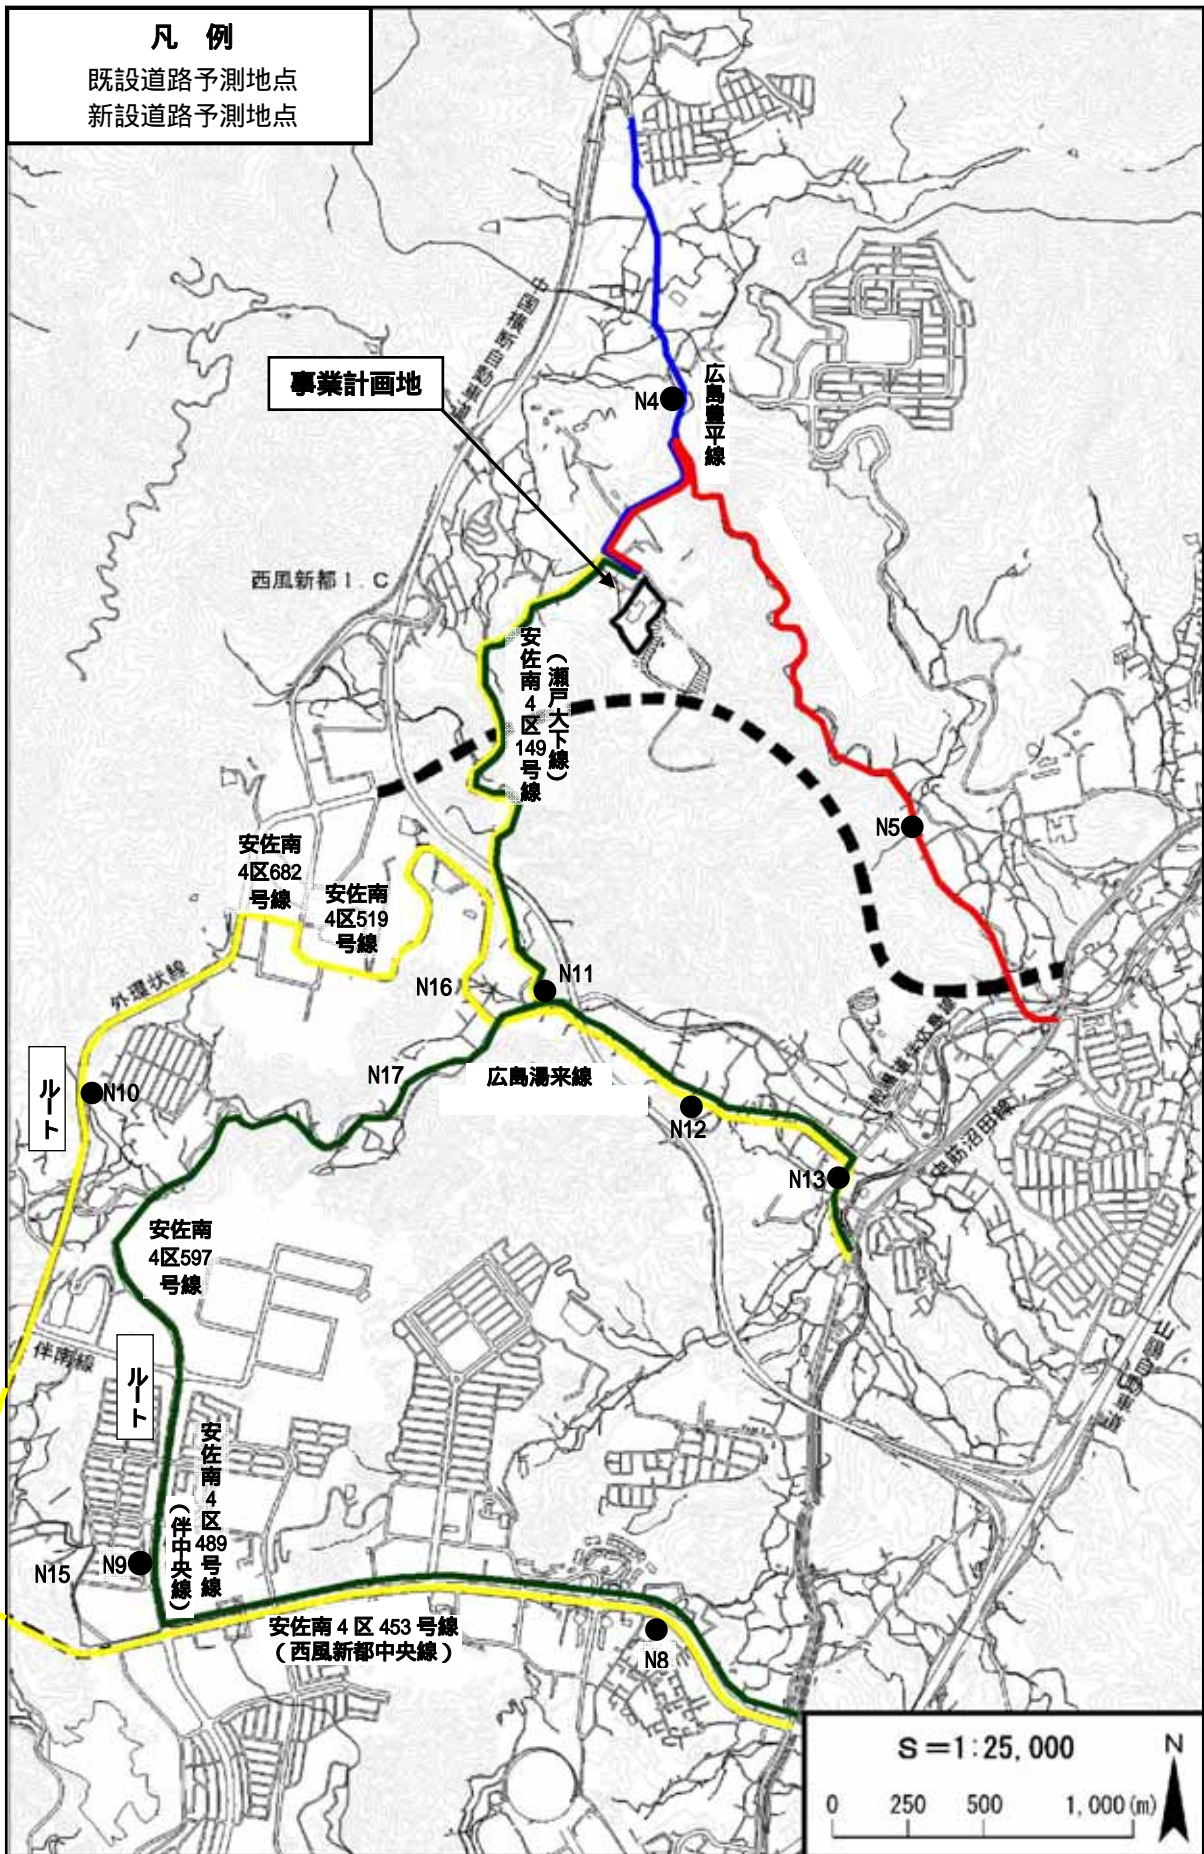 凡 例
既設道路予測地点
新設道路予測地点
中国横断自動車道
事業計画地
N4
広島豊平線
西風新都I.C
安佐南4区149号線
(瀬戸大下線)
N5
安佐南
4区682
号線
安佐南
4区519
号線
外環状線
N16
N11
ルート
N10
N17
広島湯来線
N12
中筋沼田線
N13
安佐南
4区597
号線
伴南線
ルート
安佐南4区489号線
(伴中央線)
N15
N9
安佐南4区453号線
(西風新都中央線)
N8
S=1:25,000
N
0 250 500 1,000(m)